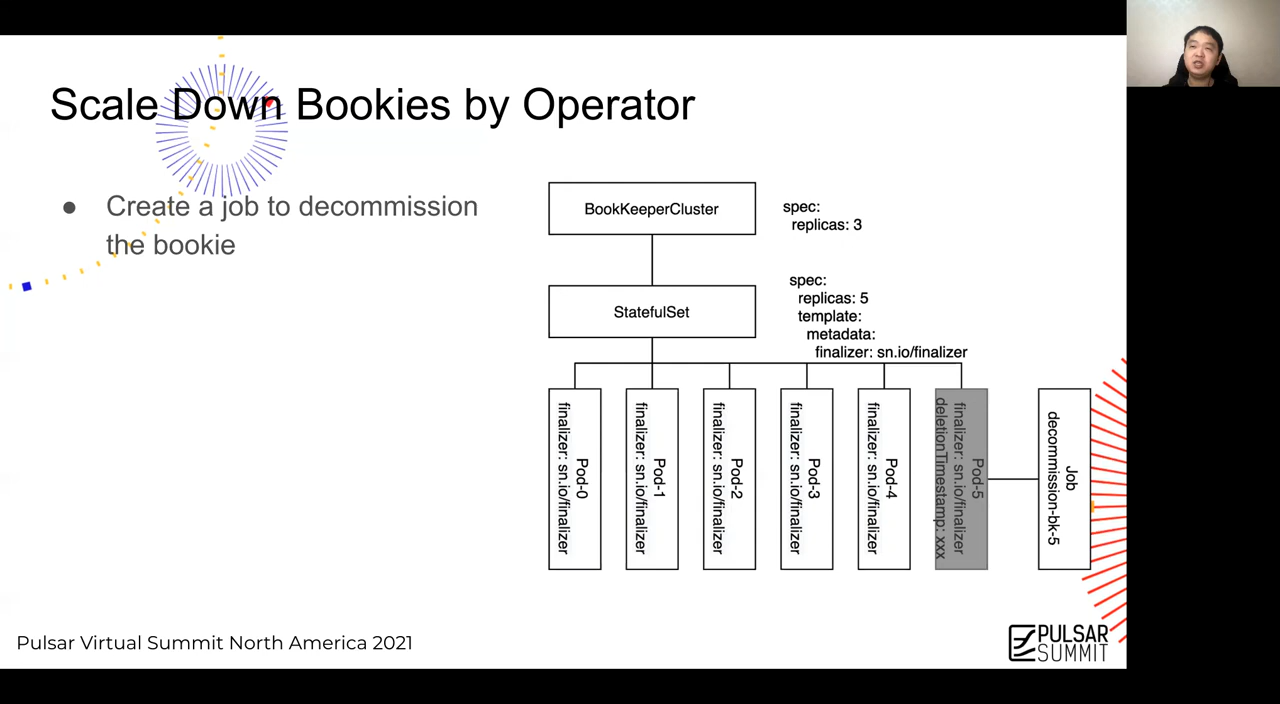 Scale Down Bookies by Operator
● Create a job to decommission
the bookie
BookKeeperCluster
spec:
replicas: 3
StatefulSet
spec:
replicas: 5
template:
metadata:
finalizer: sn.io/finalizer
Pod-0
finalizer: sn.io/finalizer
Pod-1
finalizer: sn.io/finalizer
Pod-2
finalizer: sn.io/finalizer
Pod-3
finalizer: sn.io/finalizer
Pod-4
finalizer: sn.io/finalizer
Pod-5
finalizer: sn.io/finalizer
deletionTimestamp: xxx
Job
decommission-bk-5
Pulsar Virtual Summit North America 2021
PULSAR
SUMMIT